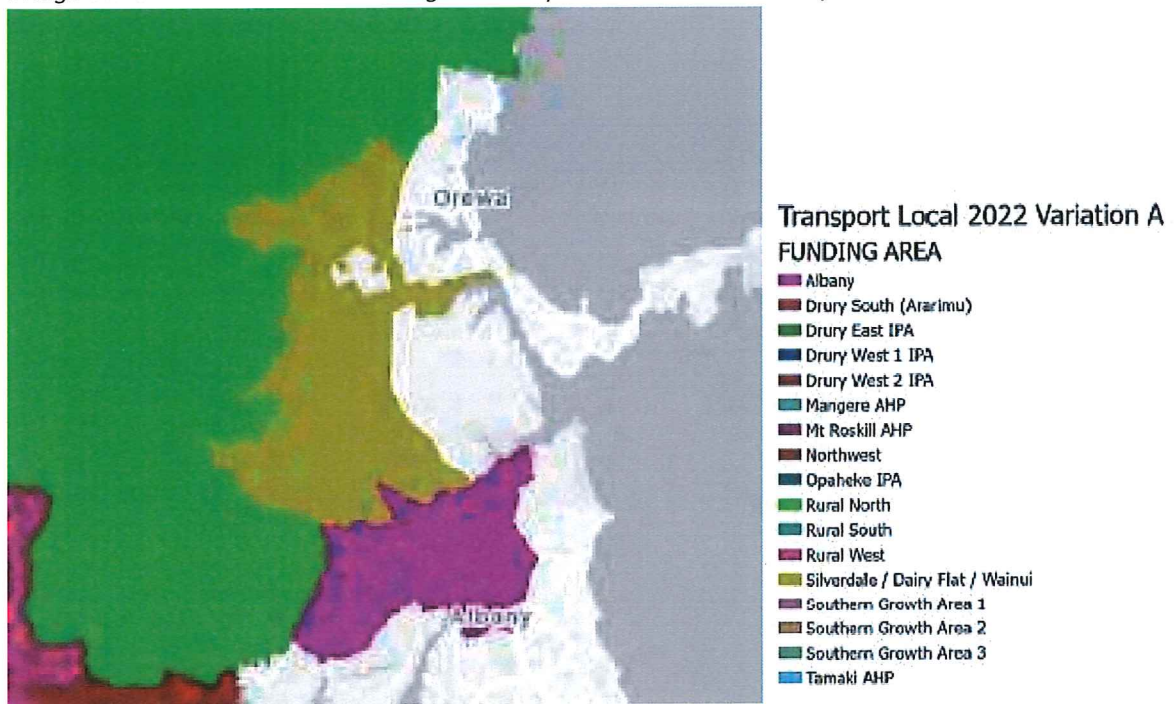 Orewa
Albany
Transport Local 2022 Variation A
FUNDING AREA
Albany
Drury South (Ararimu)
Drury East IPA
Drury West 1 IPA
Drury West 2 IPA
Mangere AHP
Mt Roskill AHP
Northwest
Opaheke IPA
Rural North
Rural South
Rural West
Silverdale / Dairy Flat / Wainui
Southern Growth Area 1
Southern Growth Area 2
Southern Growth Area 3
Tamaki AHP